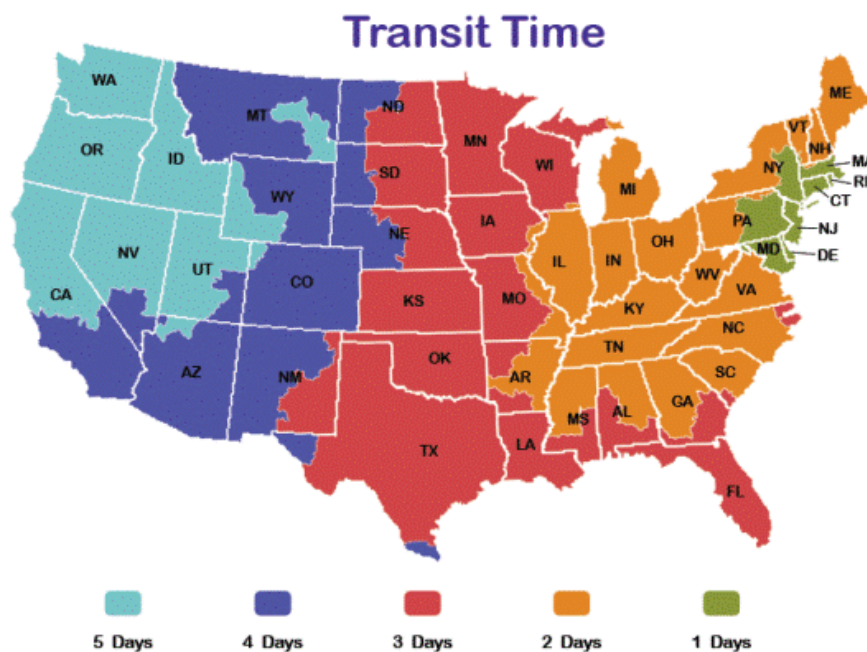 Transit Time
WA
MT
ND
ME
OR
ID
MN
VT
NH
SD
WI
NY
MA
RI
CT
WY
MI
IA
PA
NJ
NE
NV
UT
OH
MD
DE
IL
IN
CO
WV
CA
VA
KS
MO
KY
NC
TN
OK
AZ
NM
AR
SC
GA
MS
AL
TX
LA
FL
5 Days
4 Days
3 Days
2 Days
1 Days